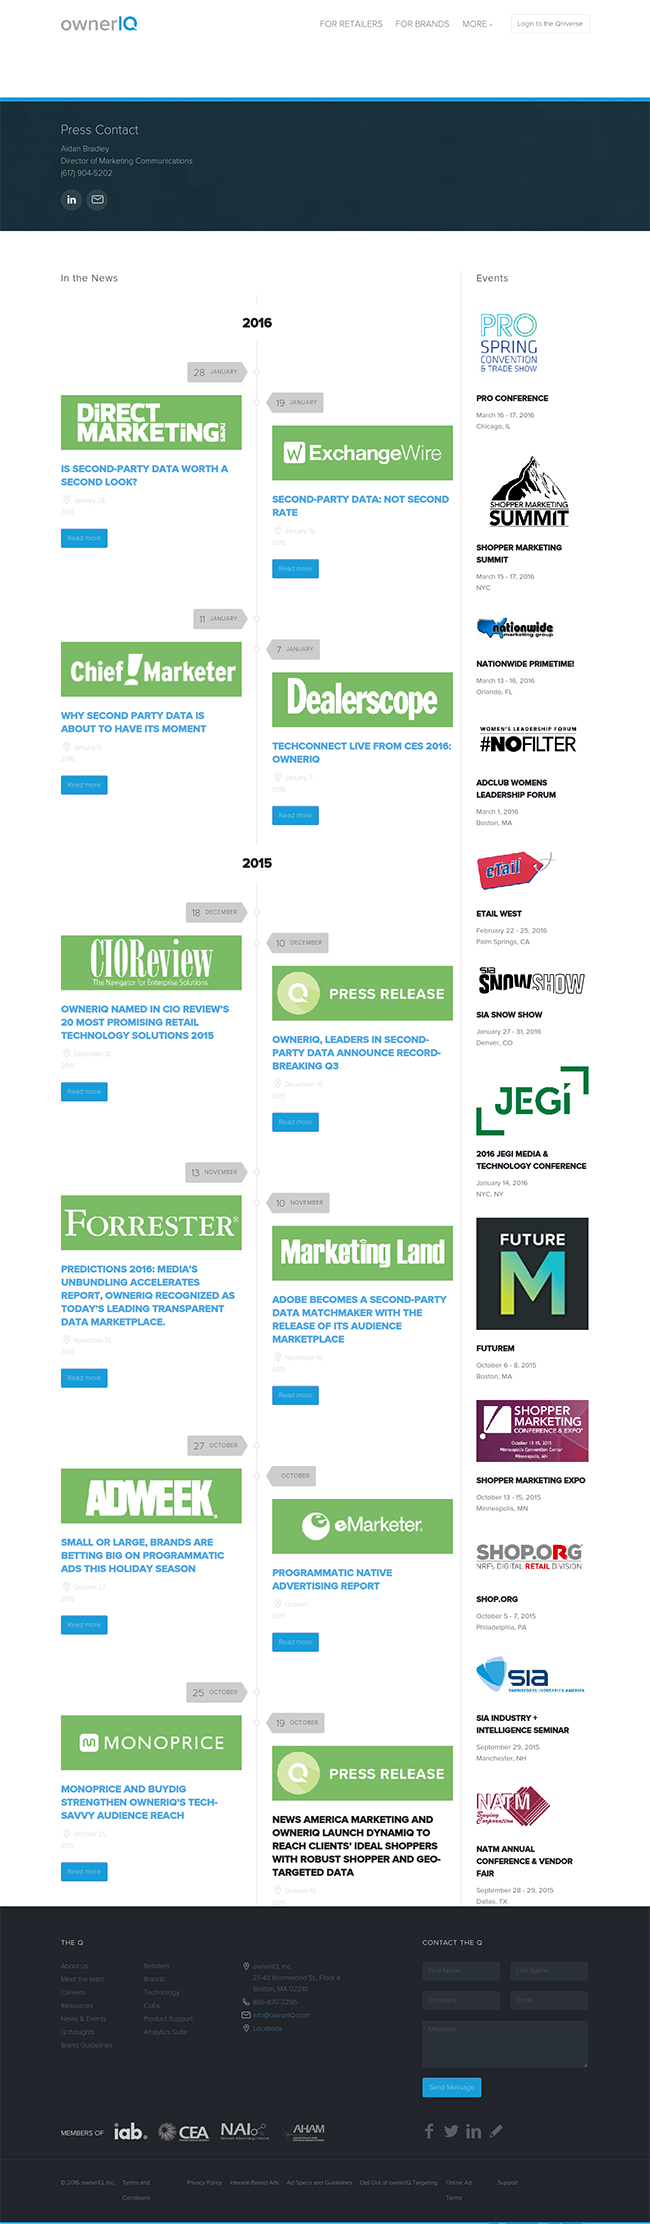 ownerIQ
FOR RETAILERS FOR BRANDS MORE
Login to the Qniverse
Press Contact
Aidan Bradley
Director of Marketing Communications
(617) 904-5202
In the News
2016
28 JANUARY
DiRECT
MARKETING
NEWS
IS SECOND-PARTY DATA WORTH A
SECOND LOOK?
January 28,
2016
Read more
19 JANUARY
ExchangeWire
SECOND-PARTY DATA: NOT SECOND
RATE
January 19,
2016
Read more
11 JANUARY
Chief!Marketer
WHY SECOND PARTY DATA IS
ABOUT TO HAVE ITS MOMENT
January 11,
2016
Read more
7 JANUARY
Dealerscope
TECHCONNECT LIVE FROM CES 2016:
OWNERIQ
January 7,
2016
Read more
2015
18 DECEMBER
CIOReview
The Navigator for Enterprise Solutions
OWNERIQ NAMED IN CIO REVIEW'S
20 MOST PROMISING RETAIL
TECHNOLOGY SOLUTIONS 2015
December 18,
2015
Read more
10 DECEMBER
Q PRESS RELEASE
OWNERIQ, LEADERS IN SECOND-
PARTY DATA ANNOUNCE RECORD-
BREAKING Q3
December 10,
2015
Read more
13 NOVEMBER
FORRESTER®
PREDICTIONS 2016: MEDIA'S
UNBUNDLING ACCELERATES
REPORT, OWNERIQ RECOGNIZED AS
TODAY'S LEADING TRANSPARENT
DATA MARKETPLACE.
November 13,
2015
Read more
10 NOVEMBER
Marketing Land
ADOBE BECOMES A SECOND-PARTY
DATA MATCHMAKER WITH THE
RELEASE OF ITS AUDIENCE
MARKETPLACE
November 10,
2015
Read more
27 OCTOBER
ADWEEK
SMALL OR LARGE, BRANDS ARE
BETTING BIG ON PROGRAMMATIC
ADS THIS HOLIDAY SEASON
October 27,
2015
Read more
OCTOBER
eMarketer
PROGRAMMATIC NATIVE
ADVERTISING REPORT
October
2015
Read more
25 OCTOBER
MONOPRICE
MONOPRICE AND BUYDIG
STRENGTHEN OWNERIQ'S TECH-
SAVVY AUDIENCE REACH
October 25,
2015
Read more
19 OCTOBER
Q PRESS RELEASE
NEWS AMERICA MARKETING AND
OWNERIQ LAUNCH DYNAMIQ TO
REACH CLIENTS' IDEAL SHOPPERS
WITH ROBUST SHOPPER AND GEO-
TARGETED DATA
Events
PRO
SPRING
CONVENTION
& TRADE SHOW
PRO CONFERENCE
March 16 - 17, 2016
Chicago, IL
SHOPPER MARKETING
SUMMIT
SHOPPER MARKETING
SUMMIT
March 15 - 17, 2016
NYC
nationwide
marketing group
NATIONWIDE PRIMETIME!
March 13 - 16, 2016
Orlando, FL
WOMEN'S LEADERSHIP FORUM
#NOFILTER
ADCLUB WOMENS
LEADERSHIP FORUM
March 1, 2016
Boston, MA
eTail
ETAIL WEST
February 22 - 25, 2016
Palm Springs, CA
SIA
SNOWSHOW
SIA SNOW SHOW
January 27 - 31, 2016
Denver, CO
JEGi
2016 JEGI MEDIA &
TECHNOLOGY CONFERENCE
January 14, 2016
NYC, NY
FUTURE
M
FUTUREM
October 6 - 8, 2015
Boston, MA
SHOPPER
MARKETING
CONFERENCE & EXPO
October 13-15, 2015
Minneapolis Convention Center
Minneapolis, MN
SHOPPER MARKETING EXPO
October 13 - 15, 2015
Minneapolis, MN
SHOP.ORG
NRF'S DIGITAL RETAIL DIVISION
SHOP.ORG
October 5 - 7, 2015
Philadelphia, PA
sia
SNOWSPORTS INDUSTRIES AMERICA
SIA INDUSTRY +
INTELLIGENCE SEMINAR
September 29, 2015
Manchester, NH
NATM
Buying
Corporation
NATM ANNUAL
CONFERENCE & VENDOR
FAIR
September 28 - 29, 2015
Dallas, TX
THE Q
About us
Meet the team
Careers
Resources
News & Events
Q thoughts
Brand Guidelines
Retailers
Brands
Technology
CoEx
Product Support
Analytics Suite
ownerIQ, Inc.
27-43 Wormwood St., Floor 4
Boston, MA 02210
866-870-2295
info@ownerIQ.com
Locations
CONTACT THE Q
First Name Last Name
Company Email
Message
Send Message
MEMBERS OF iab. CEA NAI AHAM
© 2016 ownerIQ, Inc. Terms and
Conditions
Privacy Policy Interest-Based Ads Ad Specs and Guidelines Opt Out of ownerIQ Targeting Online Ad
Terms
Support